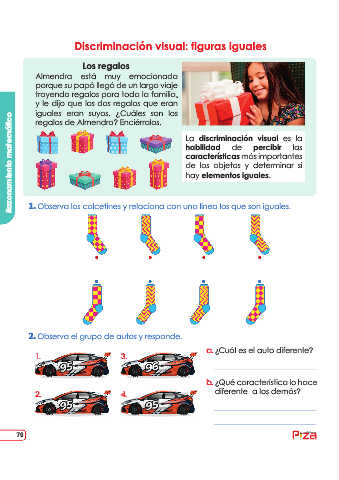 Discriminación visual: figuras iguales
Los regalos
Almendra está muy emocionada
porque su papá llegó de un largo viaje
trayendo regalos para toda la familia,
y le dijo que los dos regalos que eran
iguales eran suyos. ¿Cuáles son los
regalos de Almendra? Enciérralos.
La discriminación visual es la
habilidad de percibir las
características más importantes
de los objetos y determinar si
hay elementos iguales.
Razonamiento matemático
1. Observa los calcetines y relaciona con una línea los que son iguales.
2. Observa el grupo de autos y responde.
1.
95
3.
96
2.
95
4.
95
a. ¿Cuál es el auto diferente?
b. ¿Qué característica lo hace
diferente a los demás?
76
Piza